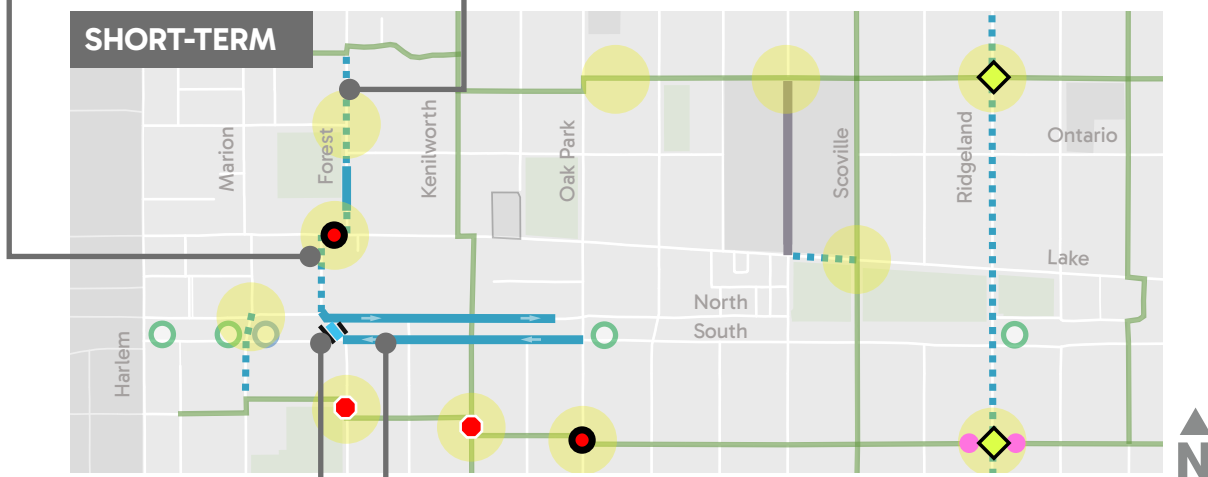 SHORT-TERM
Harlem
Marion
Forest
Kenilworth
Oak Park
Scoville
Ridgeland
Ontario
Lake
North
South
N